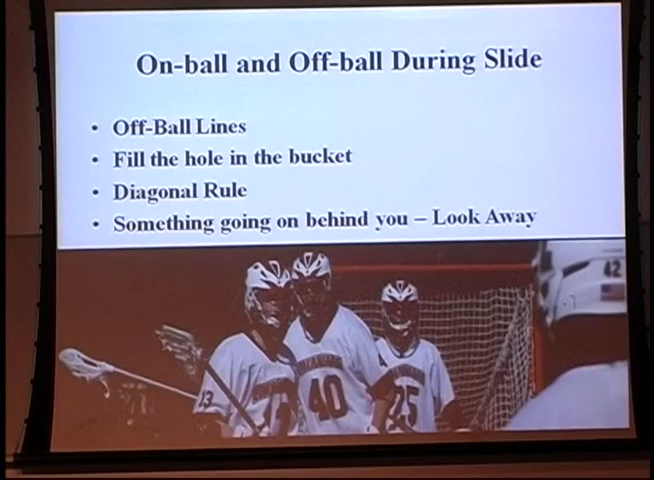 On-ball and Off-ball During Slide
• Off-Ball Lines
• Fill the hole in the bucket
• Diagonal Rule
• Something going on behind you – Look Away
42
13
40
25